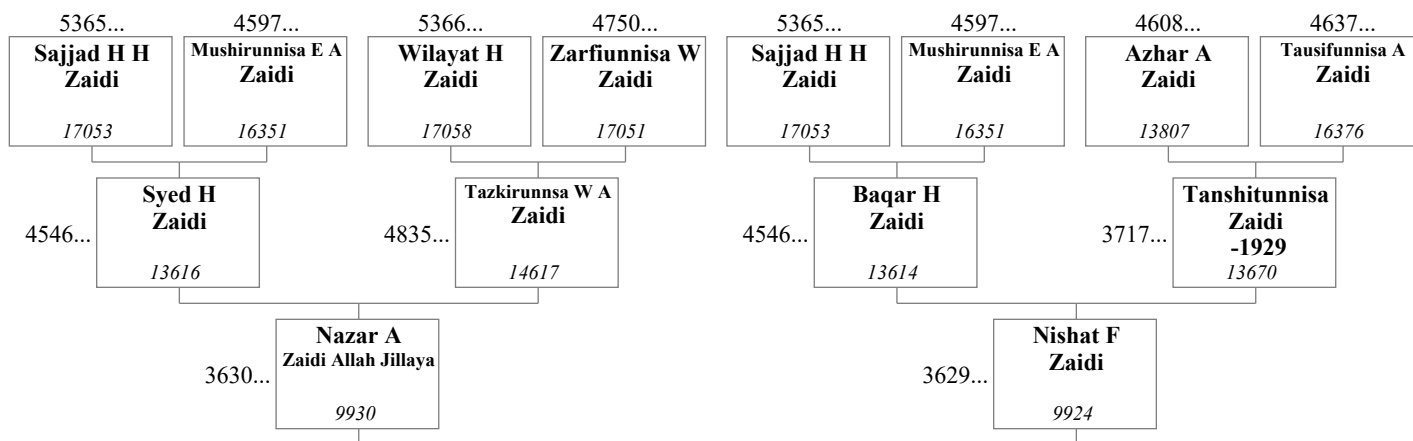 5365...
4597...
5366...
4750...
5365...
4597...
4608...
4637...
Sajjad H H
Zaidi
17053
Mushirunnisa E A
Zaidi
16351
Wilayat H
Zaidi
17058
Zarfiunnisa W
Zaidi
17051
Sajjad H H
Zaidi
17053
Mushirunnisa E A
Zaidi
16351
Azhar A
Zaidi
13807
Tausifunnisa A
Zaidi
16376
4546...
Syed H
Zaidi
13616
4835...
Tazkirunnsa W A
Zaidi
14617
4546...
Baqar H
Zaidi
13614
3717...
Tanshitunnisa
Zaidi
-1929
13670
3630...
Nazar A
Zaidi Allah Jillaya
9930
3629...
Nishat F
Zaidi
9924